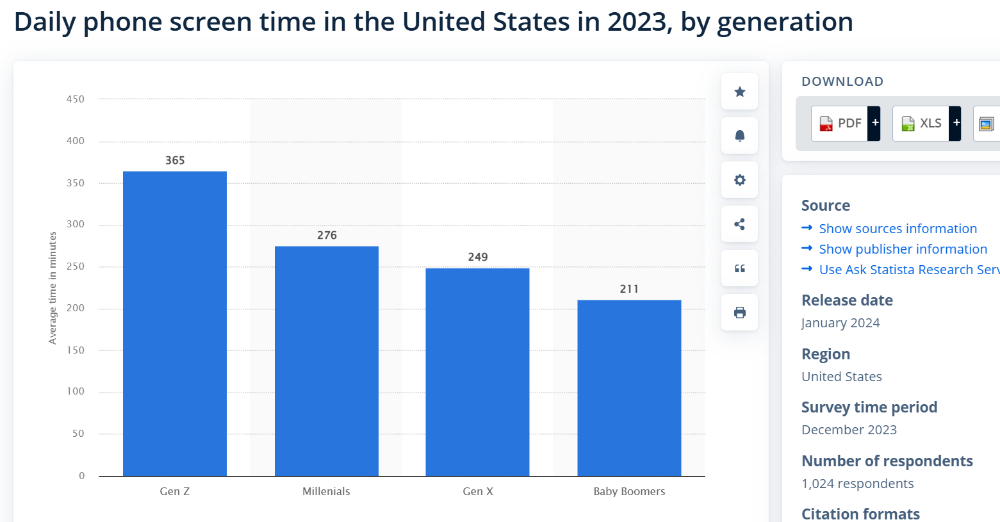 Daily phone screen time in the United States in 2023, by generation
Average time in minutes
450
400
350
300
250
200
150
100
50
0
365
276
249
211
Gen Z
Millenials
Gen X
Baby Boomers
DOWNLOAD
PDF +
XLS +
Source
→ Show sources information
→ Show publisher information
→ Use Ask Statista Research
Release date
January 2024
Region
United States
Survey time period
December 2023
Number of respondents
1,024 respondents
Citation formats